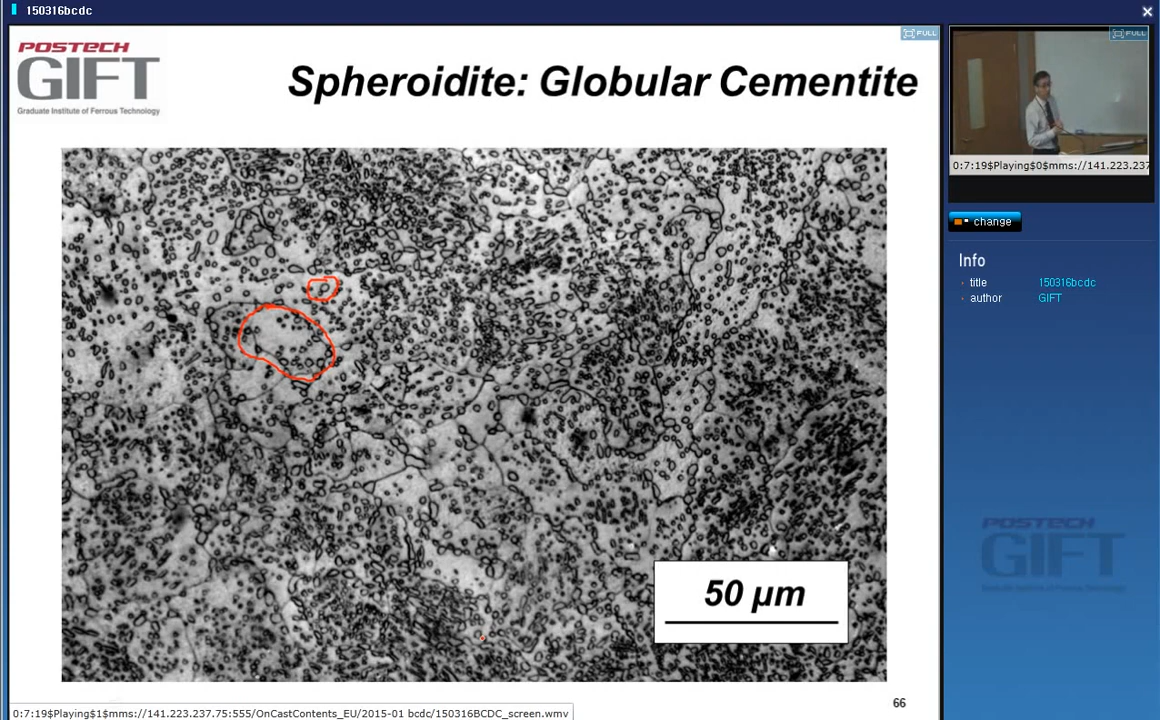 150316bcdc
FULL
POSTECH
GIFT
Graduate Institute of Ferrous Technology
Spheroidite: Globular Cementite
50 µm
66
0:7:19$Playing$1$mms://141.223.237.75:555/OnCastContents_EU/2015-01 bcdc/150316BCDC_screen.wmv
FULL
0:7:19$Playing$0$mms://141.223.237
change
Info
title 150316bcdc
author GIFT
POSTECH
GIFT